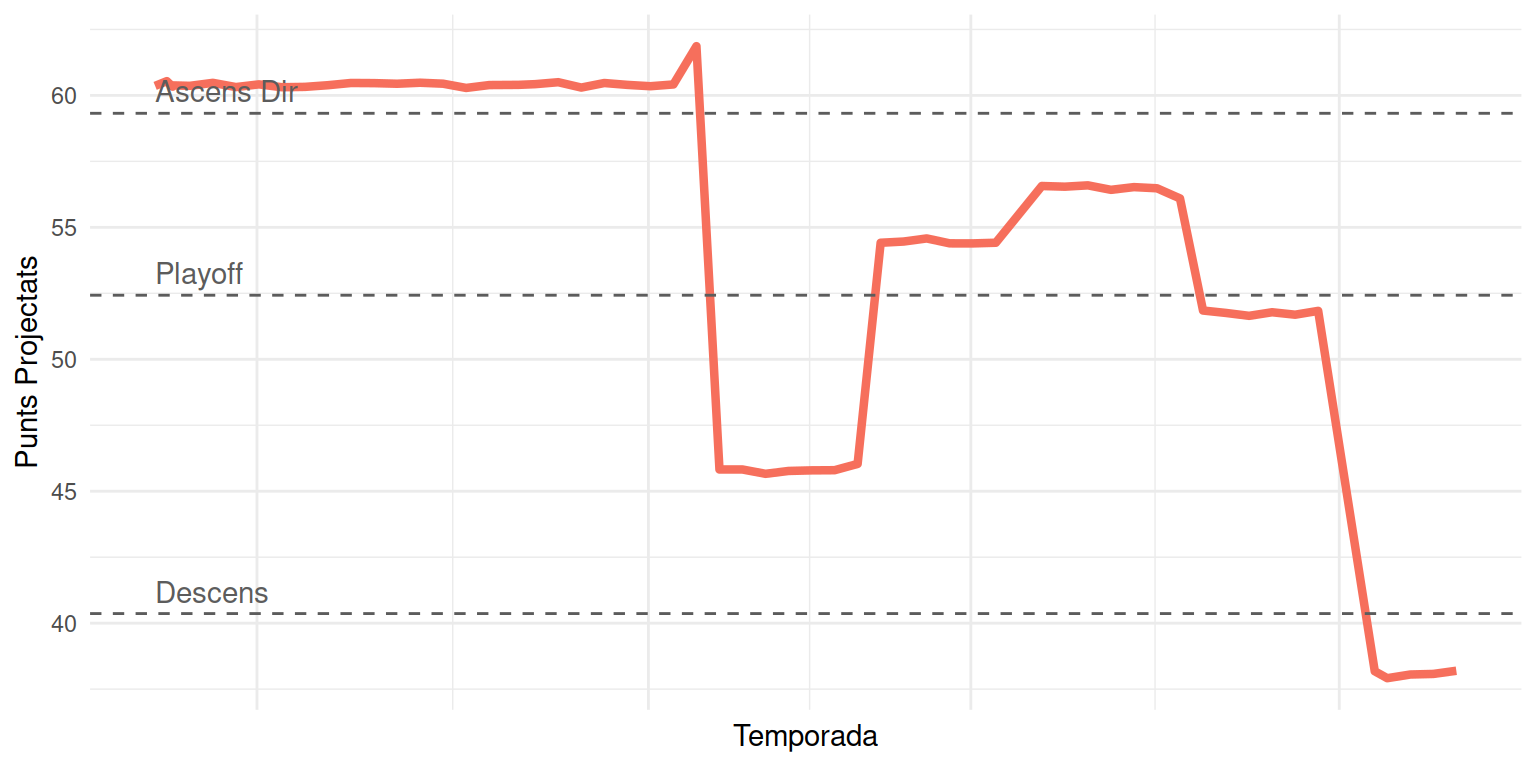 60
55
50
45
40
Punts Projectats
Ascens Dir
Playoff
Descens
Temporada